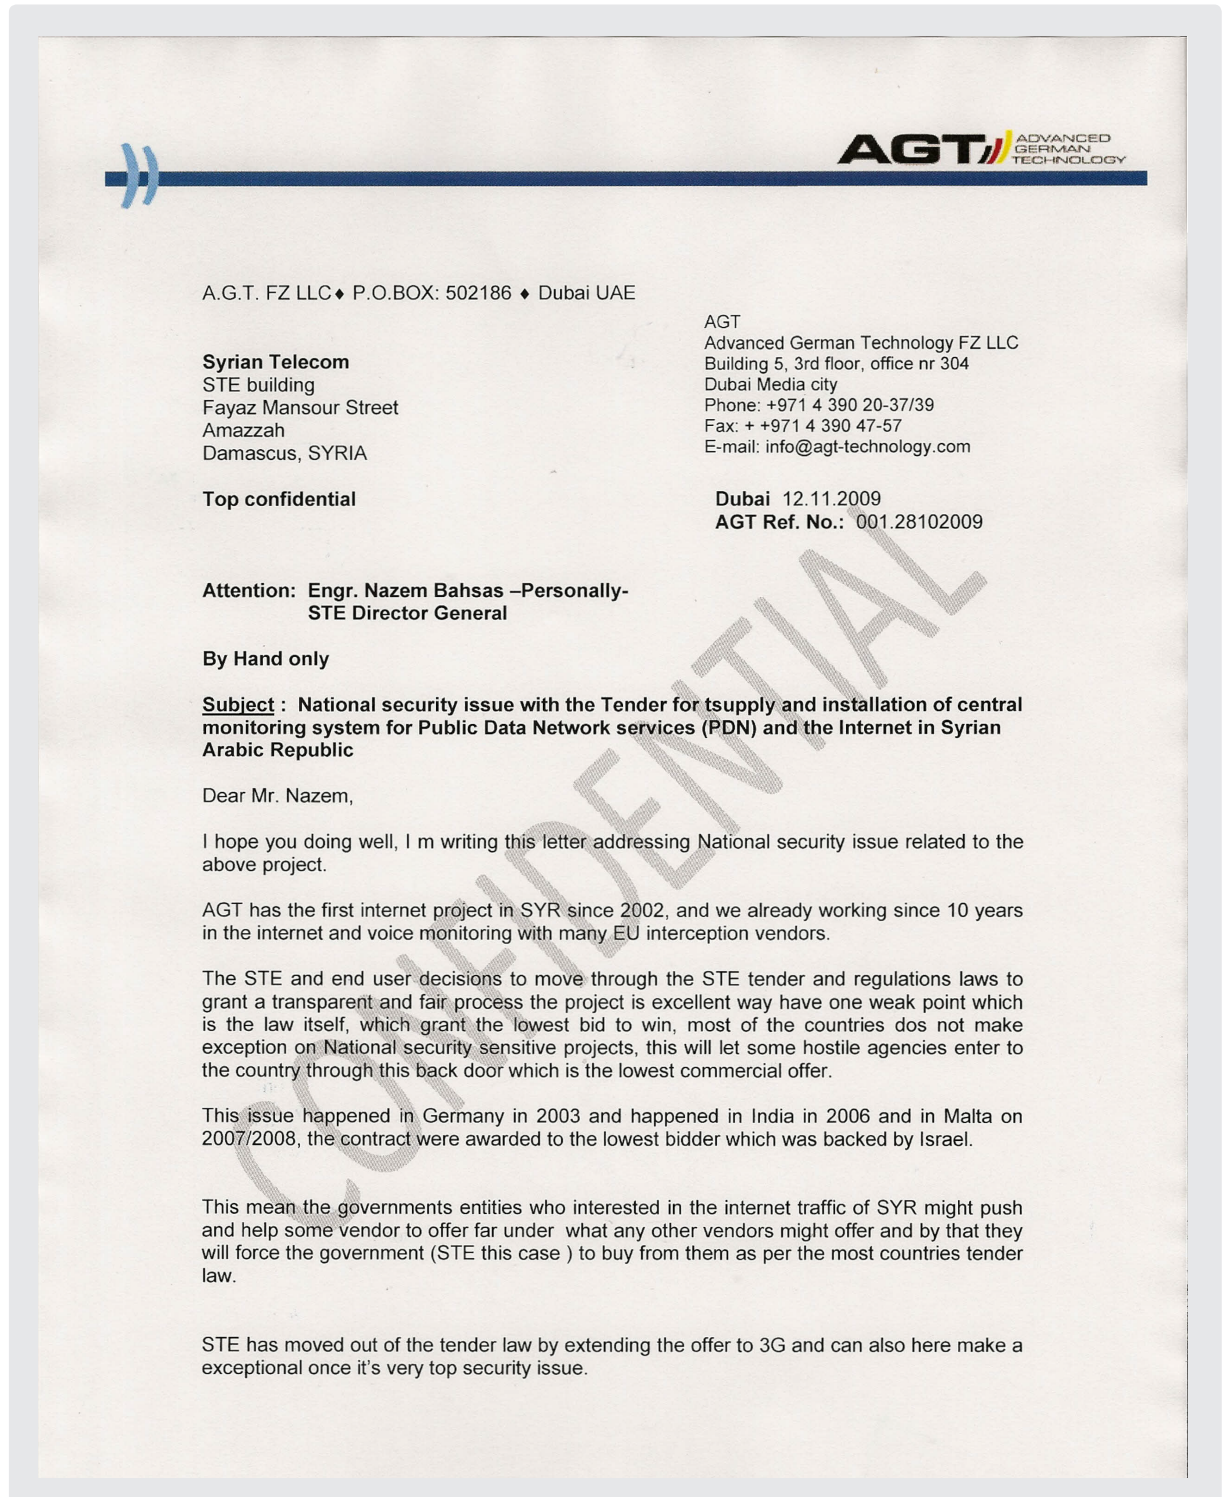 AGT ADVANCED
GERMAN
TECHNOLOGY
A.G.T. FZ LLC♦ P.O.BOX: 502186 ♦ Dubai UAE
AGT
Advanced German Technology FZ LLC
Building 5, 3rd floor, office nr 304
Dubai Media city
Phone: +971 4 390 20-37/39
Fax: + +971 4 390 47-57
E-mail: info@agt-technology.com
Syrian Telecom
STE building
Fayaz Mansour Street
Amazzah
Damascus, SYRIA
Top confidential
Dubai 12.11.2009
AGT Ref. No.: 001.28102009
Attention: Engr. Nazem Bahsas –Personally-
STE Director General
By Hand only
Subject : National security issue with the Tender for tsupply and installation of central
monitoring system for Public Data Network services (PDN) and the Internet in Syrian
Arabic Republic
Dear Mr. Nazem,
I hope you doing well, I m writing this letter addressing National security issue related to the
above project.
AGT has the first internet project in SYR since 2002, and we already working since 10 years
in the internet and voice monitoring with many EU interception vendors.
The STE and end user decisions to move through the STE tender and regulations laws to
grant a transparent and fair process the project is excellent way have one weak point which
is the law itself, which grant the lowest bid to win, most of the countries dos not make
exception on National security sensitive projects, this will let some hostile agencies enter to
the country through this back door which is the lowest commercial offer.
This issue happened in Germany in 2003 and happened in India in 2006 and in Malta on
2007/2008, the contract were awarded to the lowest bidder which was backed by Israel.
This mean the governments entities who interested in the internet traffic of SYR might push
and help some vendor to offer far under what any other vendors might offer and by that they
will force the government (STE this case ) to buy from them as per the most countries tender
law.
STE has moved out of the tender law by extending the offer to 3G and can also here make a
exceptional once it's very top security issue.
CONFIDENTIAL